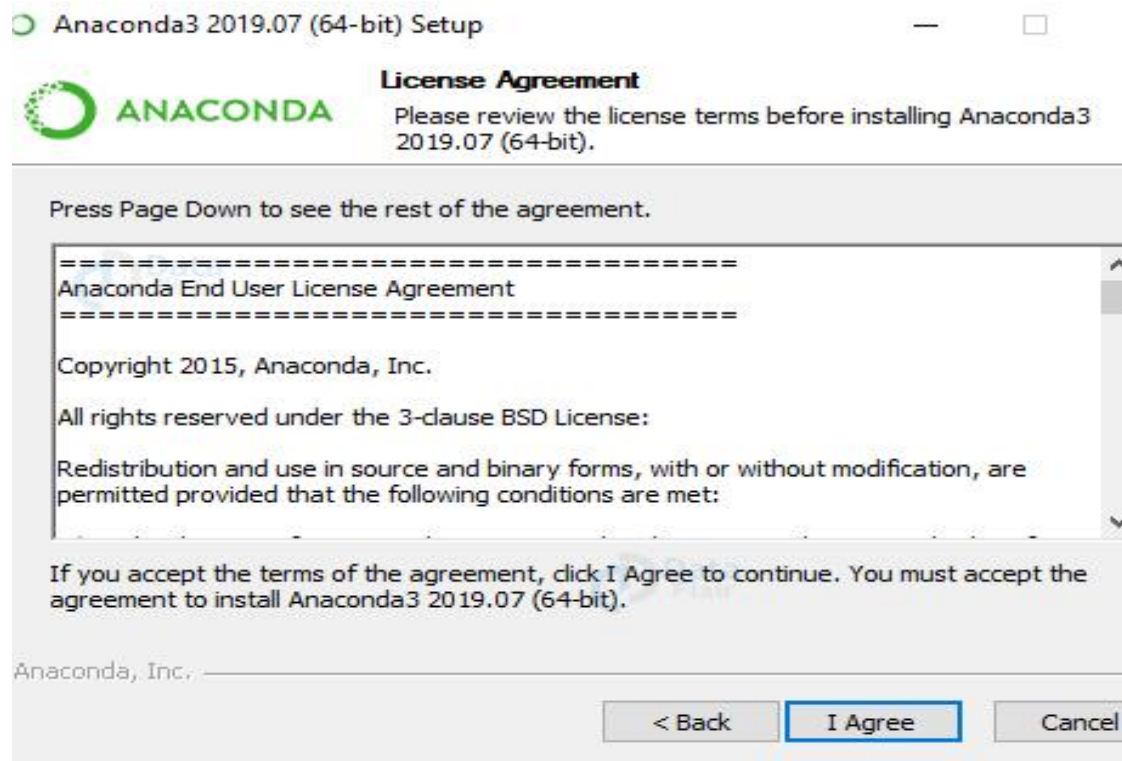 Anaconda3 2019.07 (64-bit) Setup
ANACONDA
License Agreement
Please review the license terms before installing Anaconda3
2019.07 (64-bit).
Press Page Down to see the rest of the agreement.
===================================
Anaconda End User License Agreement
===================================
Copyright 2015, Anaconda, Inc.
All rights reserved under the 3-clause BSD License:
Redistribution and use in source and binary forms, with or without modification, are
permitted provided that the following conditions are met:
If you accept the terms of the agreement, click I Agree to continue. You must accept the
agreement to install Anaconda3 2019.07 (64-bit).
Data
Flair
Anaconda, Inc.
< Back
I Agree
Cancel